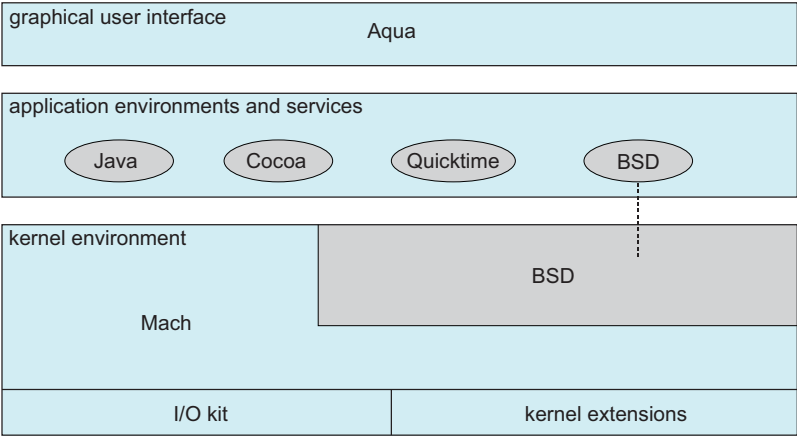 graphical user interface
Aqua
application environments and services
Java
Cocoa
Quicktime
BSD
kernel environment
BSD
Mach
I/O kit
kernel extensions